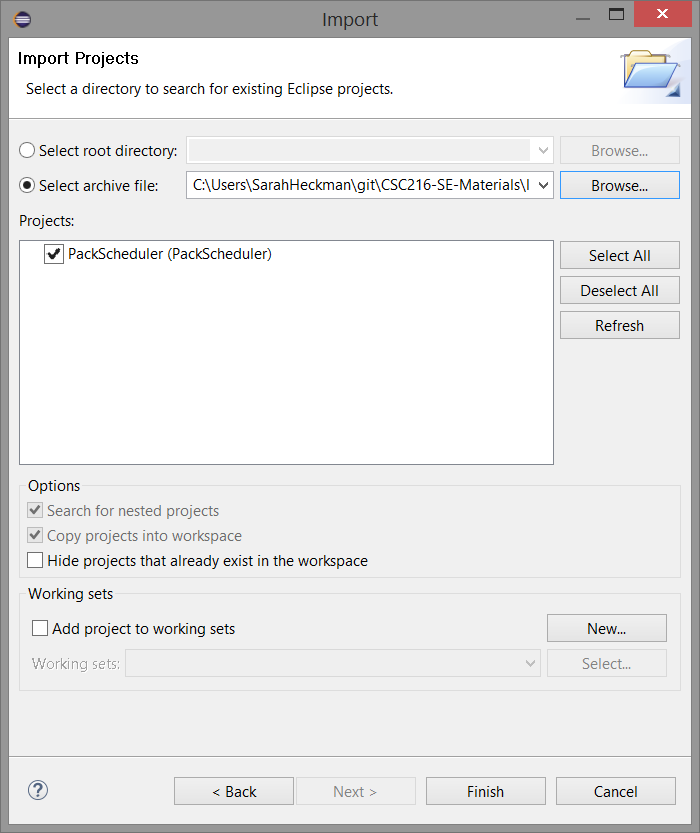 Import
Import Projects
Select a directory to search for existing Eclipse projects.
Select root directory:
Browse...
Select archive file:
C:\Users\SarahHeckman\git\CSC216-SE-Materials\
Browse...
Projects:
PackScheduler (PackScheduler)
Select All
Deselect All
Refresh
Options
Search for nested projects
Copy projects into workspace
Hide projects that already exist in the workspace
Working sets
Add project to working sets
New...
Working sets:
Select...
?
< Back
Next >
Finish
Cancel